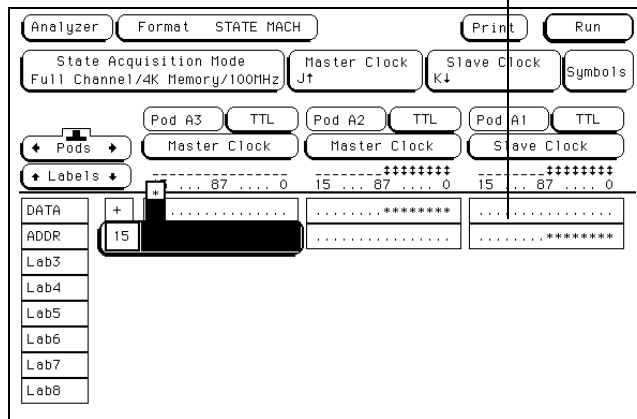 Analyzer Format STATE MACH Print Run
State Acquisition Mode
Full Channel/4K Memory/100MHz
Master Clock
J↑
Slave Clock
K↓
Symbols
Pod A3 TTL Pod A2 TTL Pod A1 TTL
← Pods → Master Clock Master Clock Slave Clock
↑ Labels ↓
87 .... 0 15 ... 87 .... 0 15 ... 87 .... 0
*
DATA + ............... ........******** ................
ADDR 15 ................ ........********
Lab3
Lab4
Lab5
Lab6
Lab7
Lab8